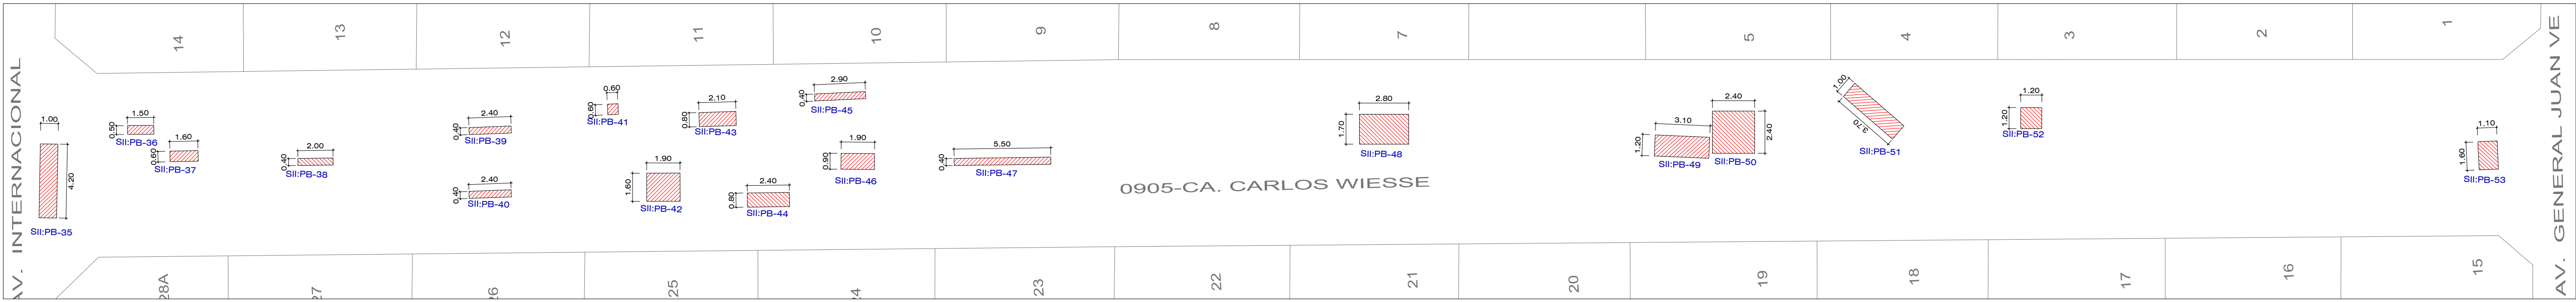 14
13
12
11
10
9
8
7
5
4
3
2
1
AV. INTERNACIONAL
AV. GENERAL JUAN VE
1.00
4.20
SII:PB-35
1.50
0.50
SII:PB-36
1.60
0.60
SII:PB-37
2.00
0.40
SII:PB-38
2.40
0.40
SII:PB-39
2.40
0.40
SII:PB-40
0.60
0.60
SII:PB-41
1.90
1.60
SII:PB-42
2.10
0.80
SII:PB-43
2.40
0.80
SII:PB-44
2.90
0.40
SII:PB-45
1.90
0.90
SII:PB-46
5.50
0.40
SII:PB-47
0905-CA. CARLOS WIESSE
2.80
1.70
SII:PB-48
3.10
1.20
SII:PB-49
2.40
2.40
SII:PB-50
1.00
3.70
SII:PB-51
1.20
1.20
SII:PB-52
1.10
1.60
SII:PB-53
28A
27
26
25
24
23
22
21
20
19
18
17
16
15